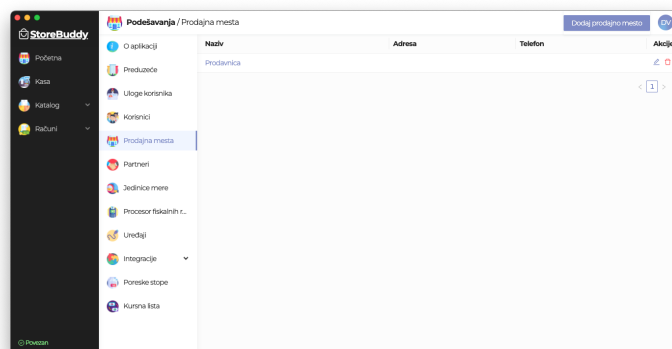 StoreBuddy
Početna
Kasa
Katalog
Računi
Povezan
Podešavanja / Prodajna mesta
Dodaj prodajno mesto
DV
O aplikaciji
Preduzeće
Uloge korisnika
Korisnici
Prodajna mesta
Partneri
Jedinice mere
Procesor fiskalnih r...
Uređaji
Integracije
Poreske stope
Kursna lista
Naziv Adresa Telefon Akcije
Prodavnica
< 1 >